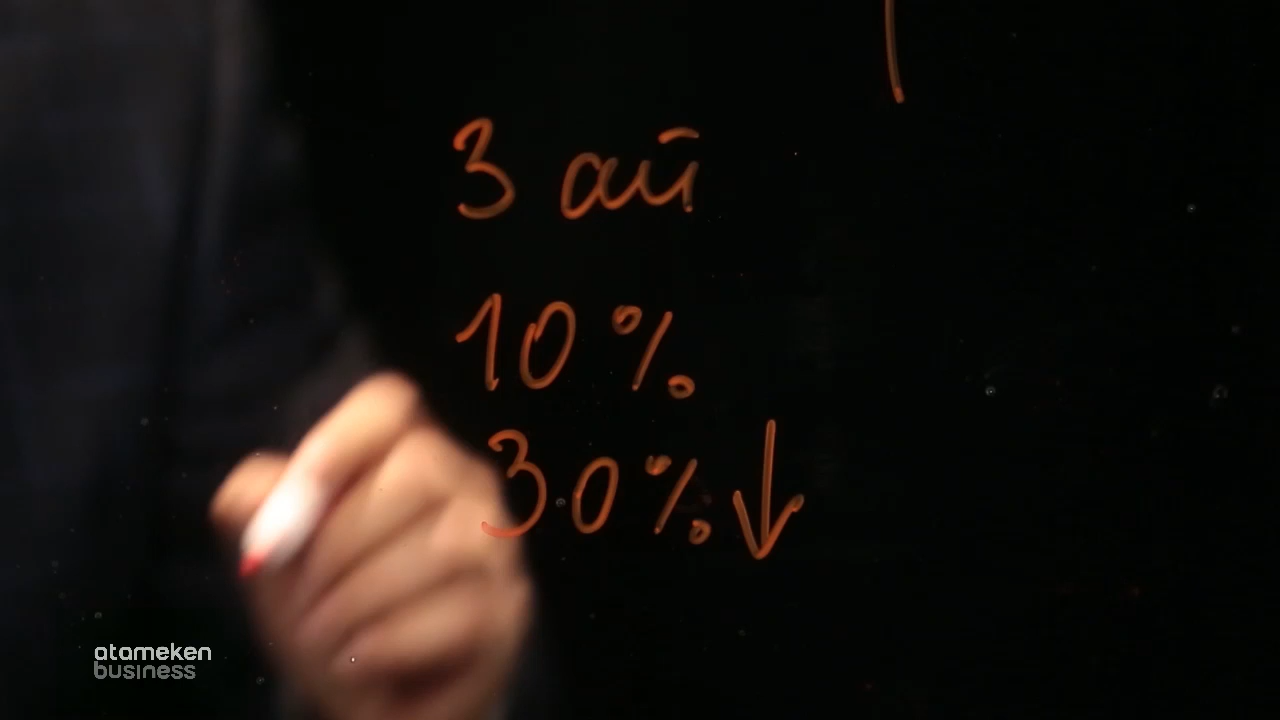 3 ай
10 %
30 % ↓
atameken
business